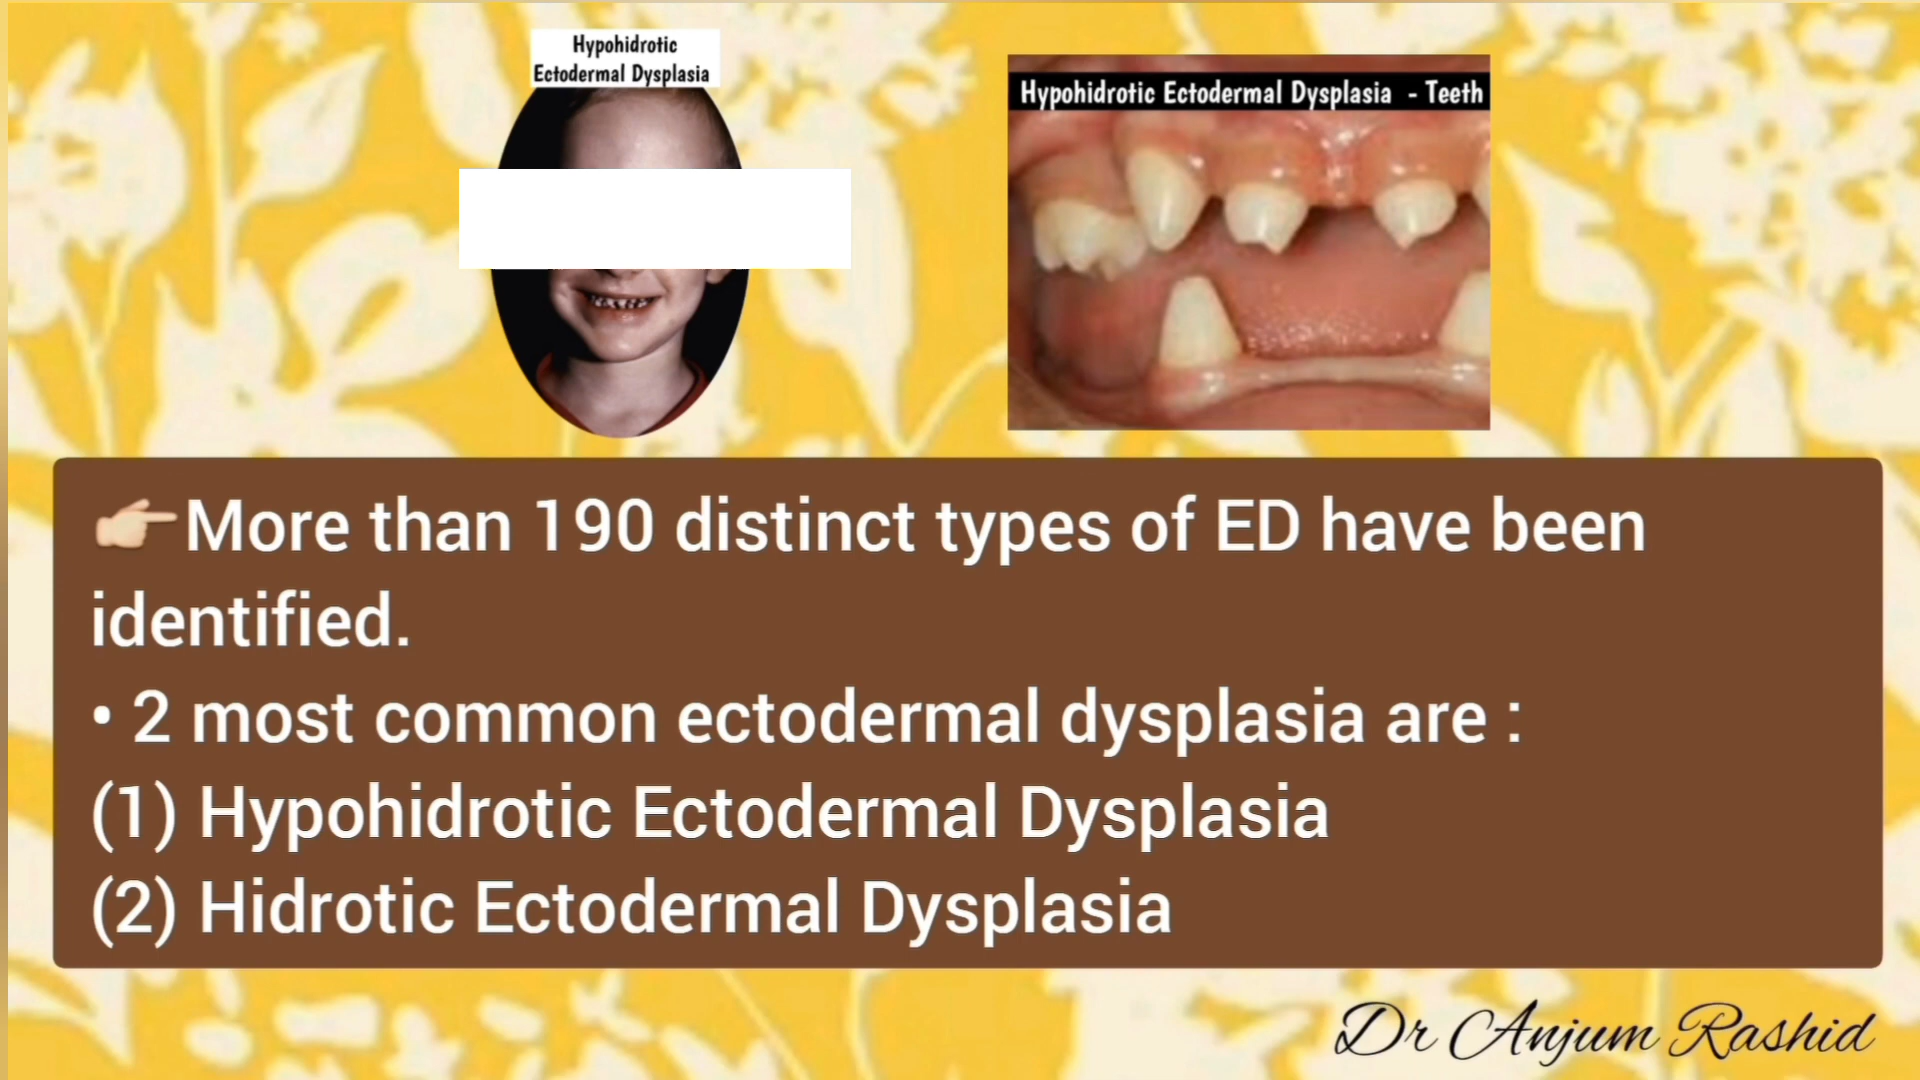 Hypohidrotic
Ectodermal Dysplasia
Hypohidrotic Ectodermal Dysplasia - Teeth
👉🏻More than 190 distinct types of ED have been
identified.
• 2 most common ectodermal dysplasia are :
(1) Hypohidrotic Ectodermal Dysplasia
(2) Hidrotic Ectodermal Dysplasia
Dr Anjum Rashid